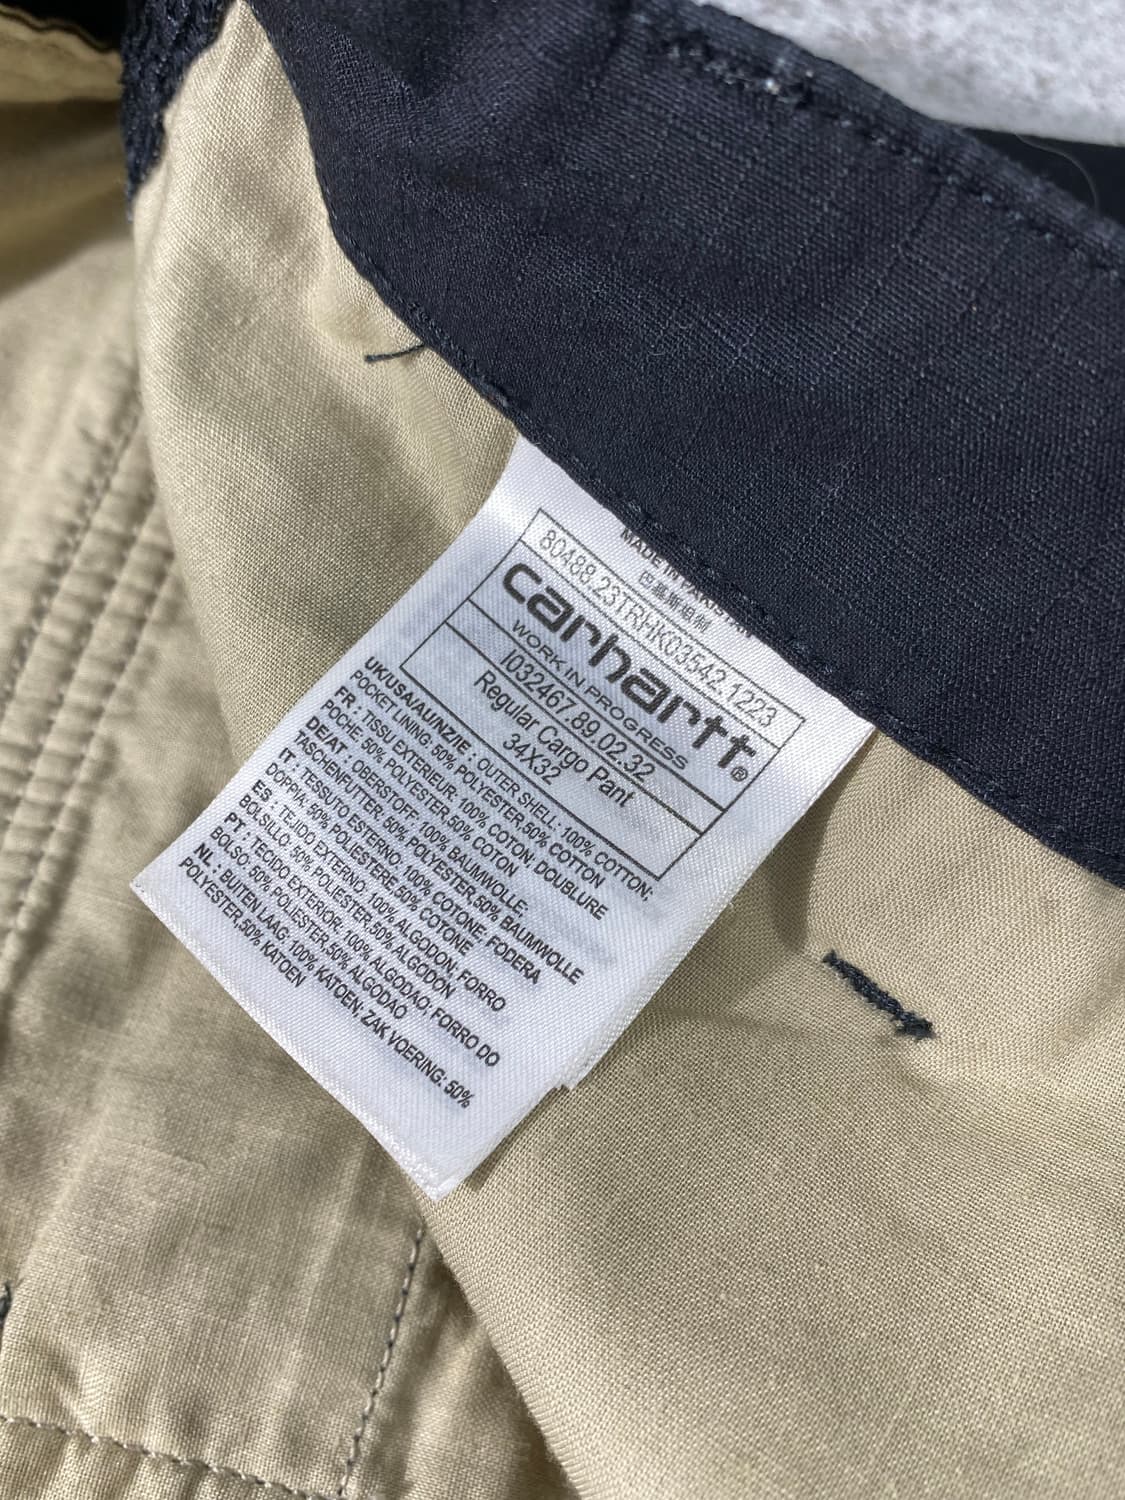 MADE IN PAKISTAN
巴基斯坦制
80488.23TRHK03542.1223
carhartt®
WORK IN PROGRESS
I032467.89.02.32
Regular Cargo Pant
34X32
UK/USA/AU/NZ/IE : OUTER SHELL: 100% COTTON;
POCKET LINING: 50% POLYESTER,50% COTTON
FR : TISSU EXTERIEUR: 100% COTON; DOUBLURE
POCHE: 50% POLYESTER,50% COTON
DE/AT : OBERSTOFF: 100% BAUMWOLLE;
TASCHENFUTTER: 50% POLYESTER,50% BAUMWOLLE
IT : TESSUTO ESTERNO: 100% COTONE; FODERA
DOPPIA: 50% POLIESTERE,50% COTONE
ES : TEJIDO EXTERNO: 100% ALGODON; FORRO
BOLSILLO: 50% POLIESTER,50% ALGODON
PT : TECIDO EXTERIOR: 100% ALGODAO; FORRO DO
BOLSO: 50% POLIESTER,50% ALGODAO
NL : BUITEN LAAG: 100% KATOEN; ZAK VOERING: 50%
POLYESTER,50% KATOEN